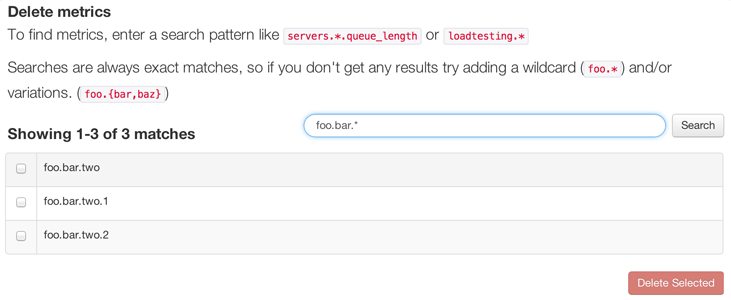 Delete metrics
To find metrics, enter a search pattern like servers.*.queue_length or loadtesting.*
Searches are always exact matches, so if you don't get any results try adding a wildcard ( foo.* ) and/or
variations. ( foo.{bar,baz} )
Showing 1-3 of 3 matches foo.bar.* Search
foo.bar.two
foo.bar.two.1
foo.bar.two.2
Delete Selected